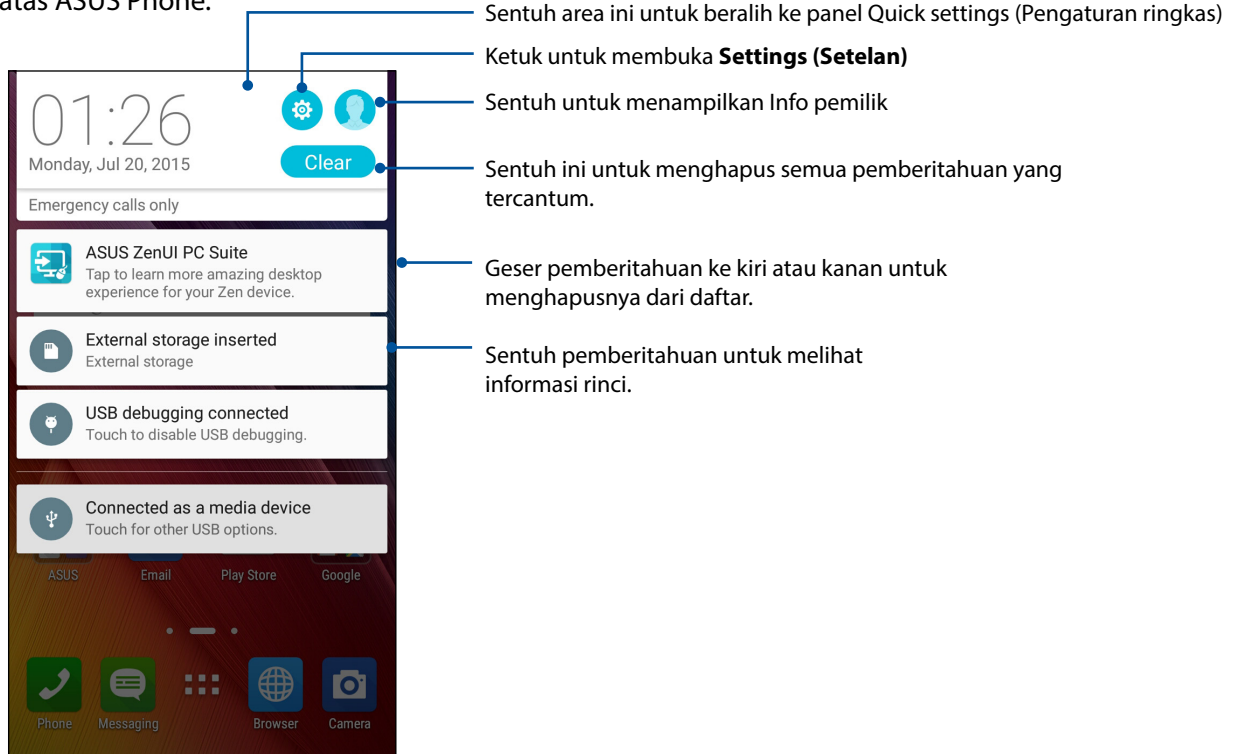 atas ASUS Phone.
Sentuh area ini untuk beralih ke panel Quick settings (Pengaturan ringkas)
Ketuk untuk membuka Settings (Setelan)
Sentuh untuk menampilkan Info pemilik
Sentuh ini untuk menghapus semua pemberitahuan yang
tercantum.
Geser pemberitahuan ke kiri atau kanan untuk
menghapusnya dari daftar.
Sentuh pemberitahuan untuk melihat
informasi rinci.
01:26
Monday, Jul 20, 2015
Clear
Emergency calls only
ASUS ZenUI PC Suite
Tap to learn more amazing desktop
experience for your Zen device.
External storage inserted
External storage
USB debugging connected
Touch to disable USB debugging.
Connected as a media device
Touch for other USB options.
ASUS Email Play Store Google
Phone Messaging Browser Camera